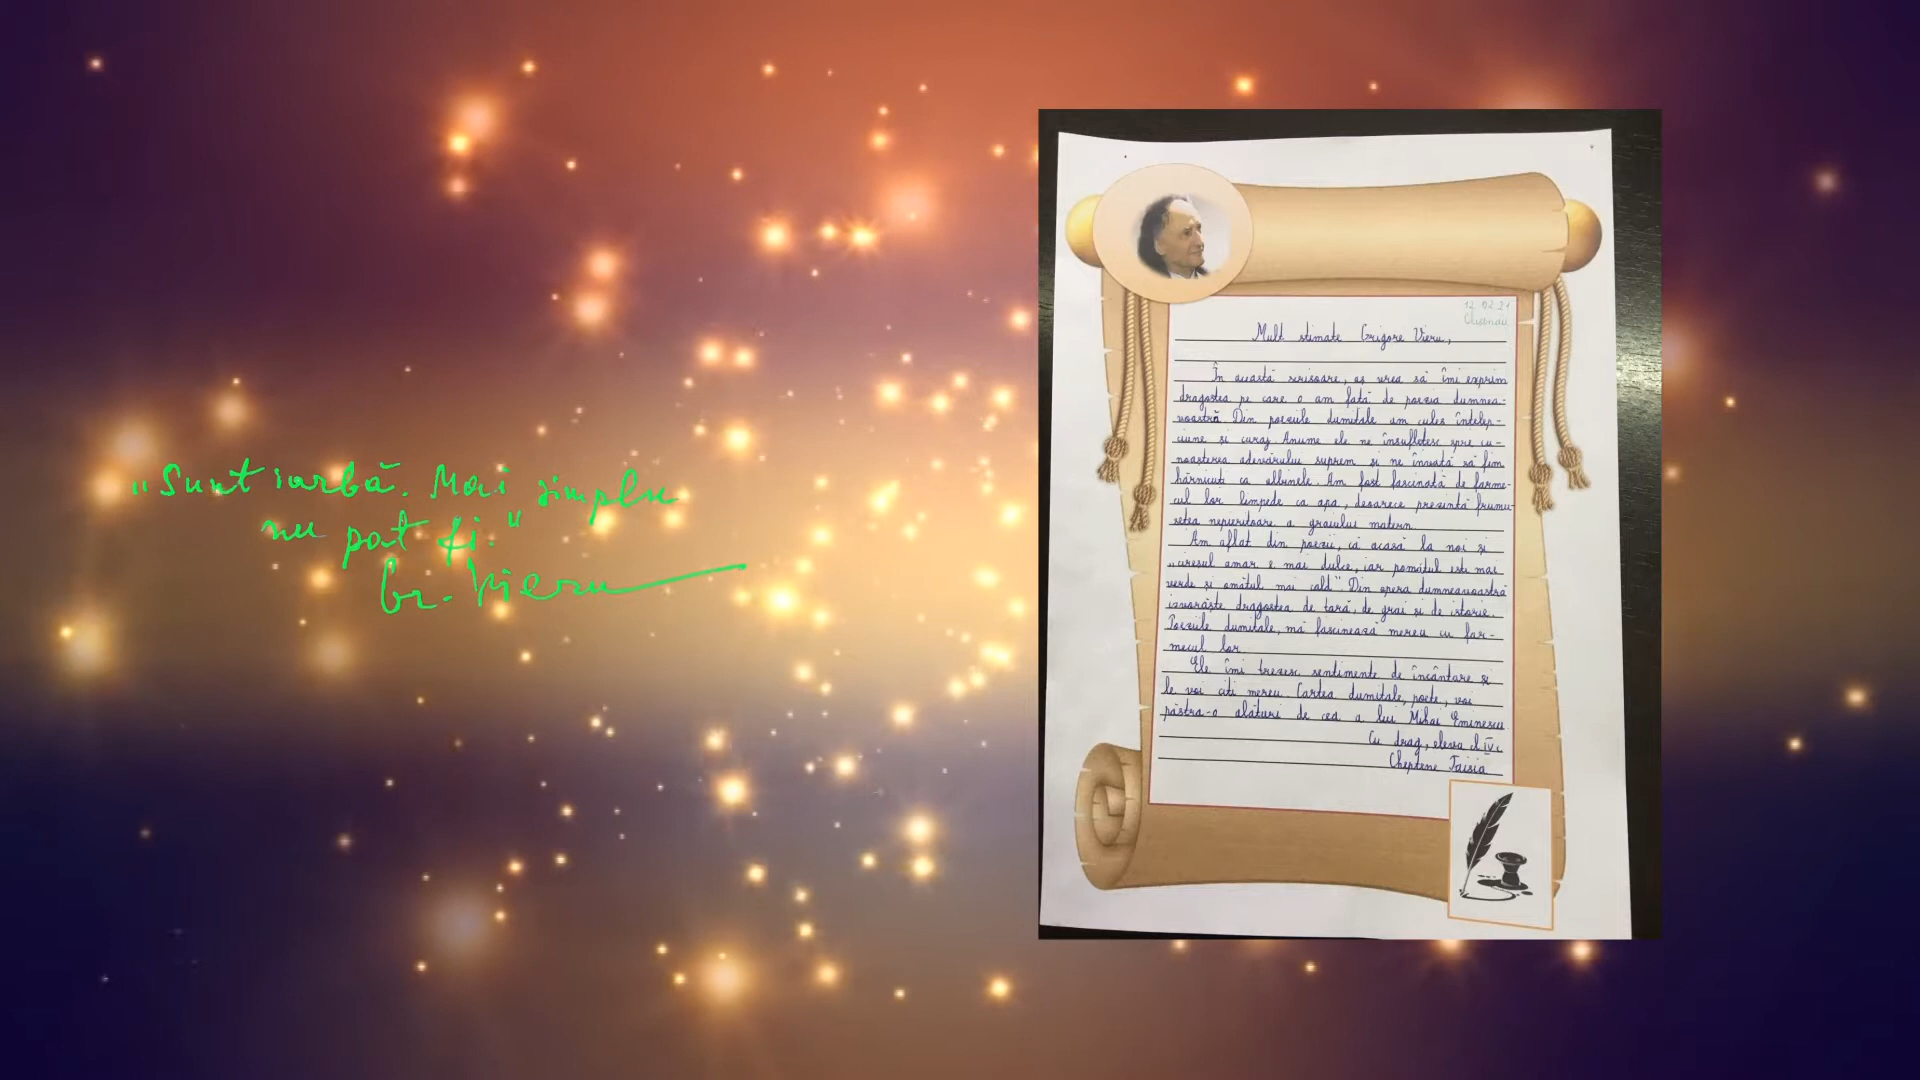 „Sunt iarbă. Mai simplu
nu pot fi."
Gr. Vieru
12.02.21
Chișinău
Mult stimate Grigore Vieru,
În această scrisoare, aș vrea să îmi exprim
dragostea pe care o am față de poezia dumnea-
voastră. Din poeziile dumitale am cules înțelep-
ciune și curaj. Anume ele ne însuflețesc spre cu-
noașterea adevărului suprem și ne învață să fim
hărnicuți ca albinele. Am fost fascinată de farme-
cul lor limpede ca apa, deoarece prezintă frumu-
sețea nepieritoare a graiului matern.
Am aflat din poezii, că acasă la noi și
„cireșul amar e mai dulce, iar pomătul este mai
verde și omătul mai cald". Din opera dumneavoastră
izvorăște dragostea de țară, de grai și de istorie.
Poeziile dumitale, mă fascinează mereu cu far-
mecul lor.
Ele îmi trezesc sentimente de încântare și
le voi citi mereu. Cartea dumitale, poete, voi
păstra-o alături de cea a lui Mihai Eminescu
Cu drag, eleva cl. IV c
Cheptene Taisia